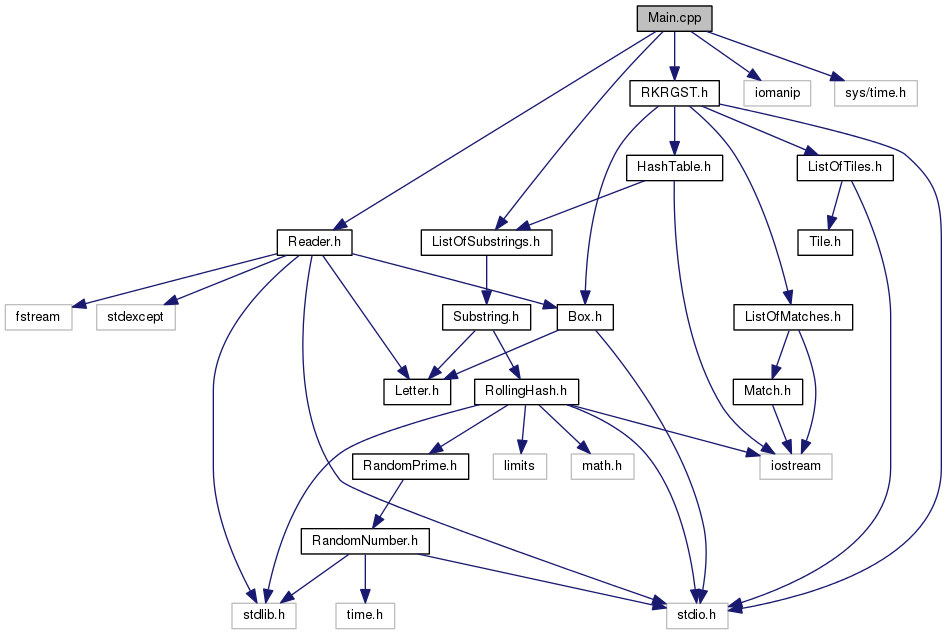 Main.cpp
RKRGST.h
iomanip
sys/time.h
HashTable.h
ListOfTiles.h
Reader.h
ListOfSubstrings.h
Tile.h
fstream
stdexcept
Substring.h
Box.h
ListOfMatches.h
Letter.h
RollingHash.h
Match.h
RandomPrime.h
limits
math.h
iostream
RandomNumber.h
stdlib.h
time.h
stdio.h